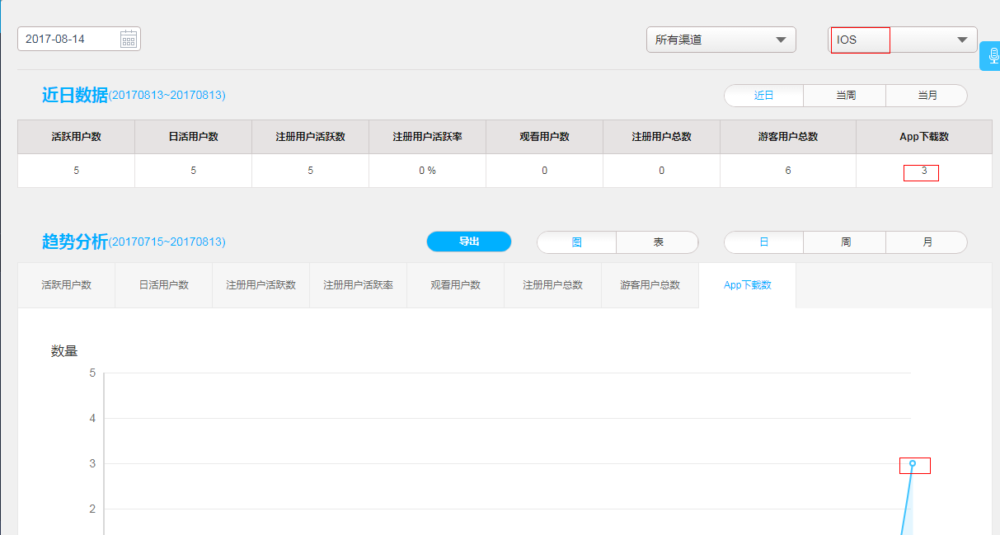 2017-08-14
所有渠道
IOS
近日数据(20170813~20170813)
近日 当周 当月
活跃用户数 日活用户数 注册用户活跃数 注册用户活跃率 观看用户数 注册用户总数 游客用户总数 App下载数
5 5 5 0 % 0 0 6 3
趋势分析(20170715~20170813)
导出
图 表
日 周 月
活跃用户数 日活用户数 注册用户活跃数 注册用户活跃率 观看用户数 注册用户总数 游客用户总数 App下载数
数量
5
4
3
2